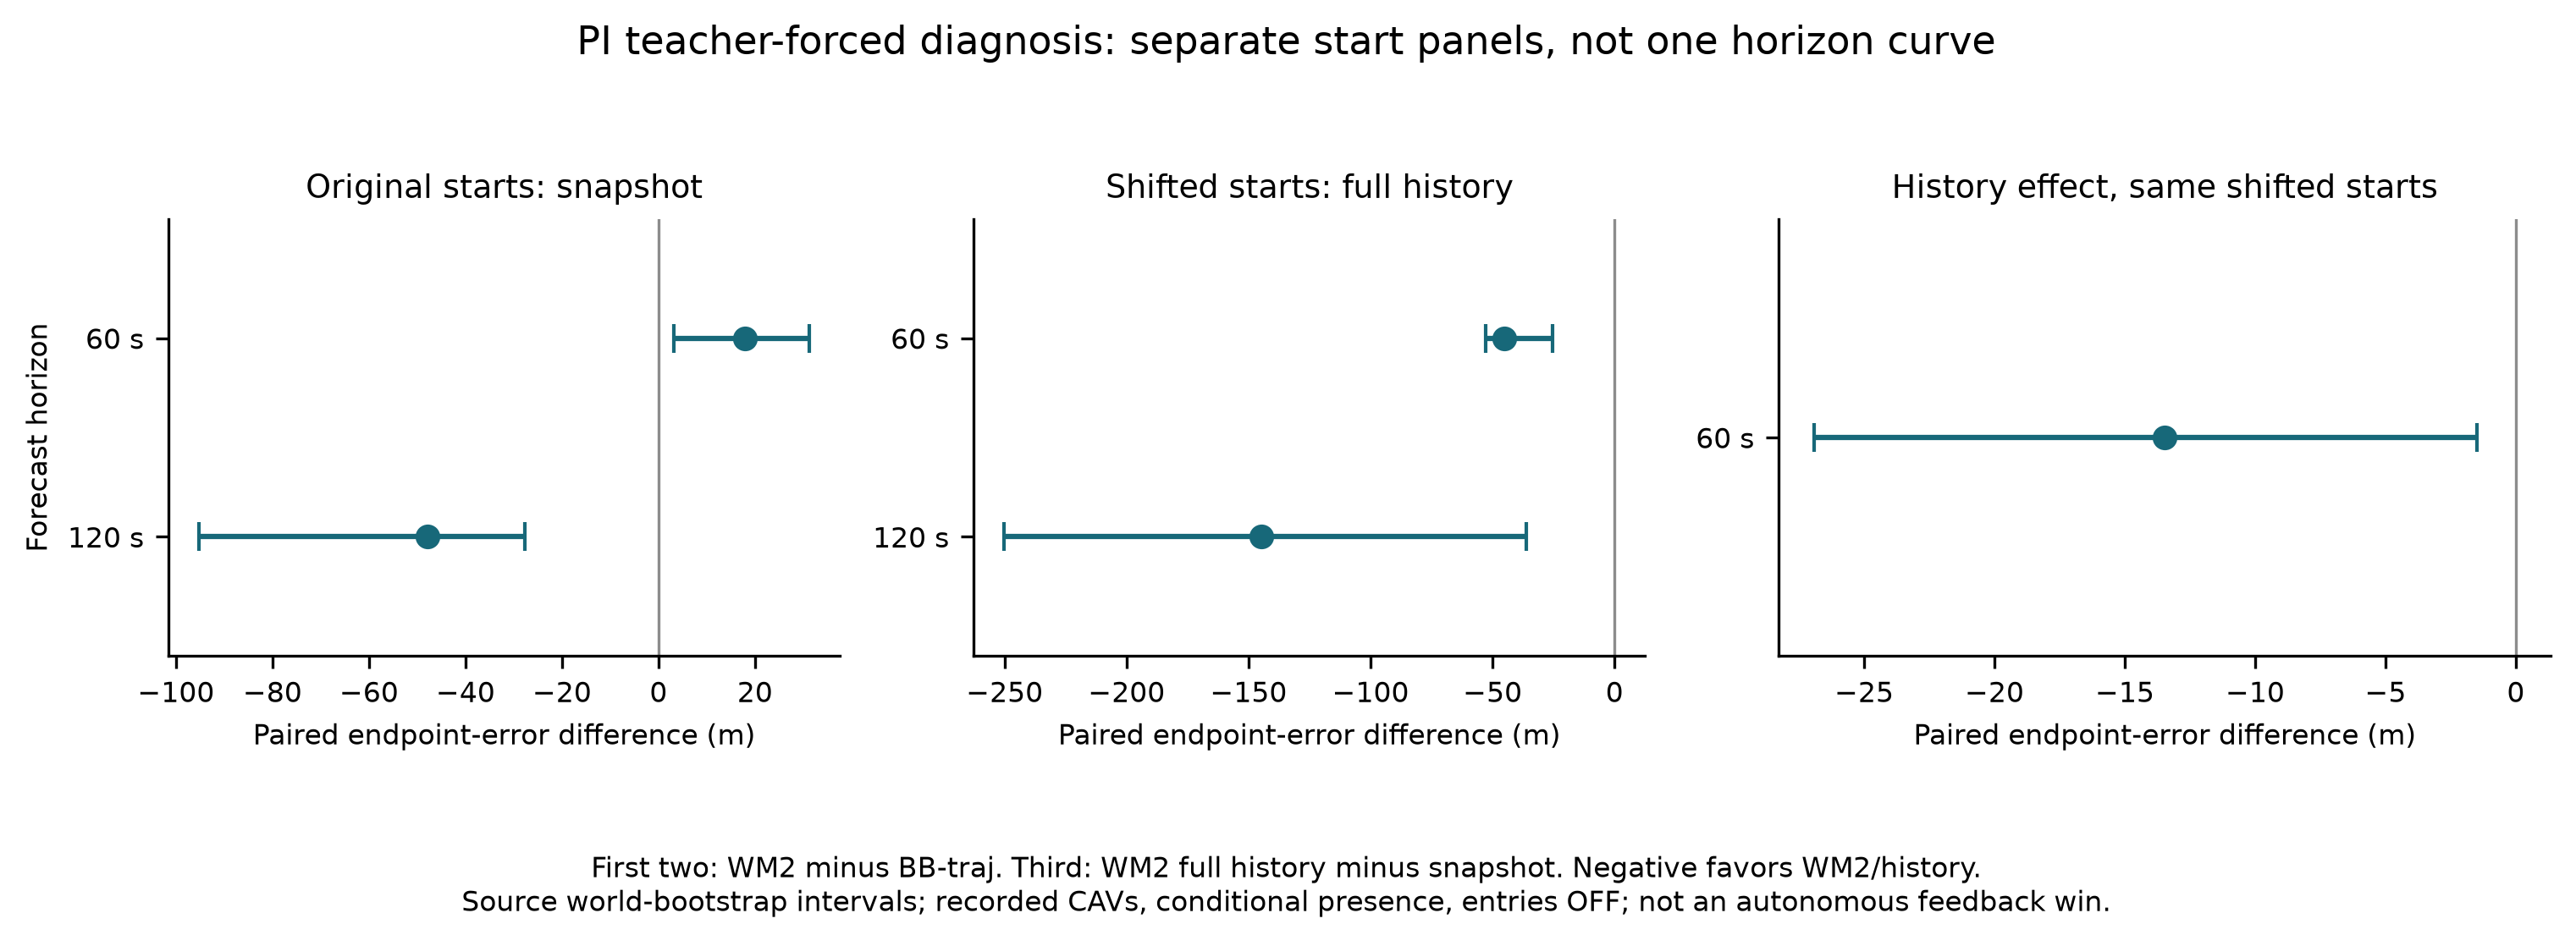 PI teacher-forced diagnosis: separate start panels, not one horizon curve
Original starts: snapshot
Forecast horizon
60 s
120 s
−100 −80 −60 −40 −20 0 20
Paired endpoint-error difference (m)
Shifted starts: full history
60 s
120 s
−250 −200 −150 −100 −50 0
Paired endpoint-error difference (m)
History effect, same shifted starts
60 s
−25 −20 −15 −10 −5 0
Paired endpoint-error difference (m)
First two: WM2 minus BB-traj. Third: WM2 full history minus snapshot. Negative favors WM2/history.
Source world-bootstrap intervals; recorded CAVs, conditional presence, entries OFF; not an autonomous feedback win.